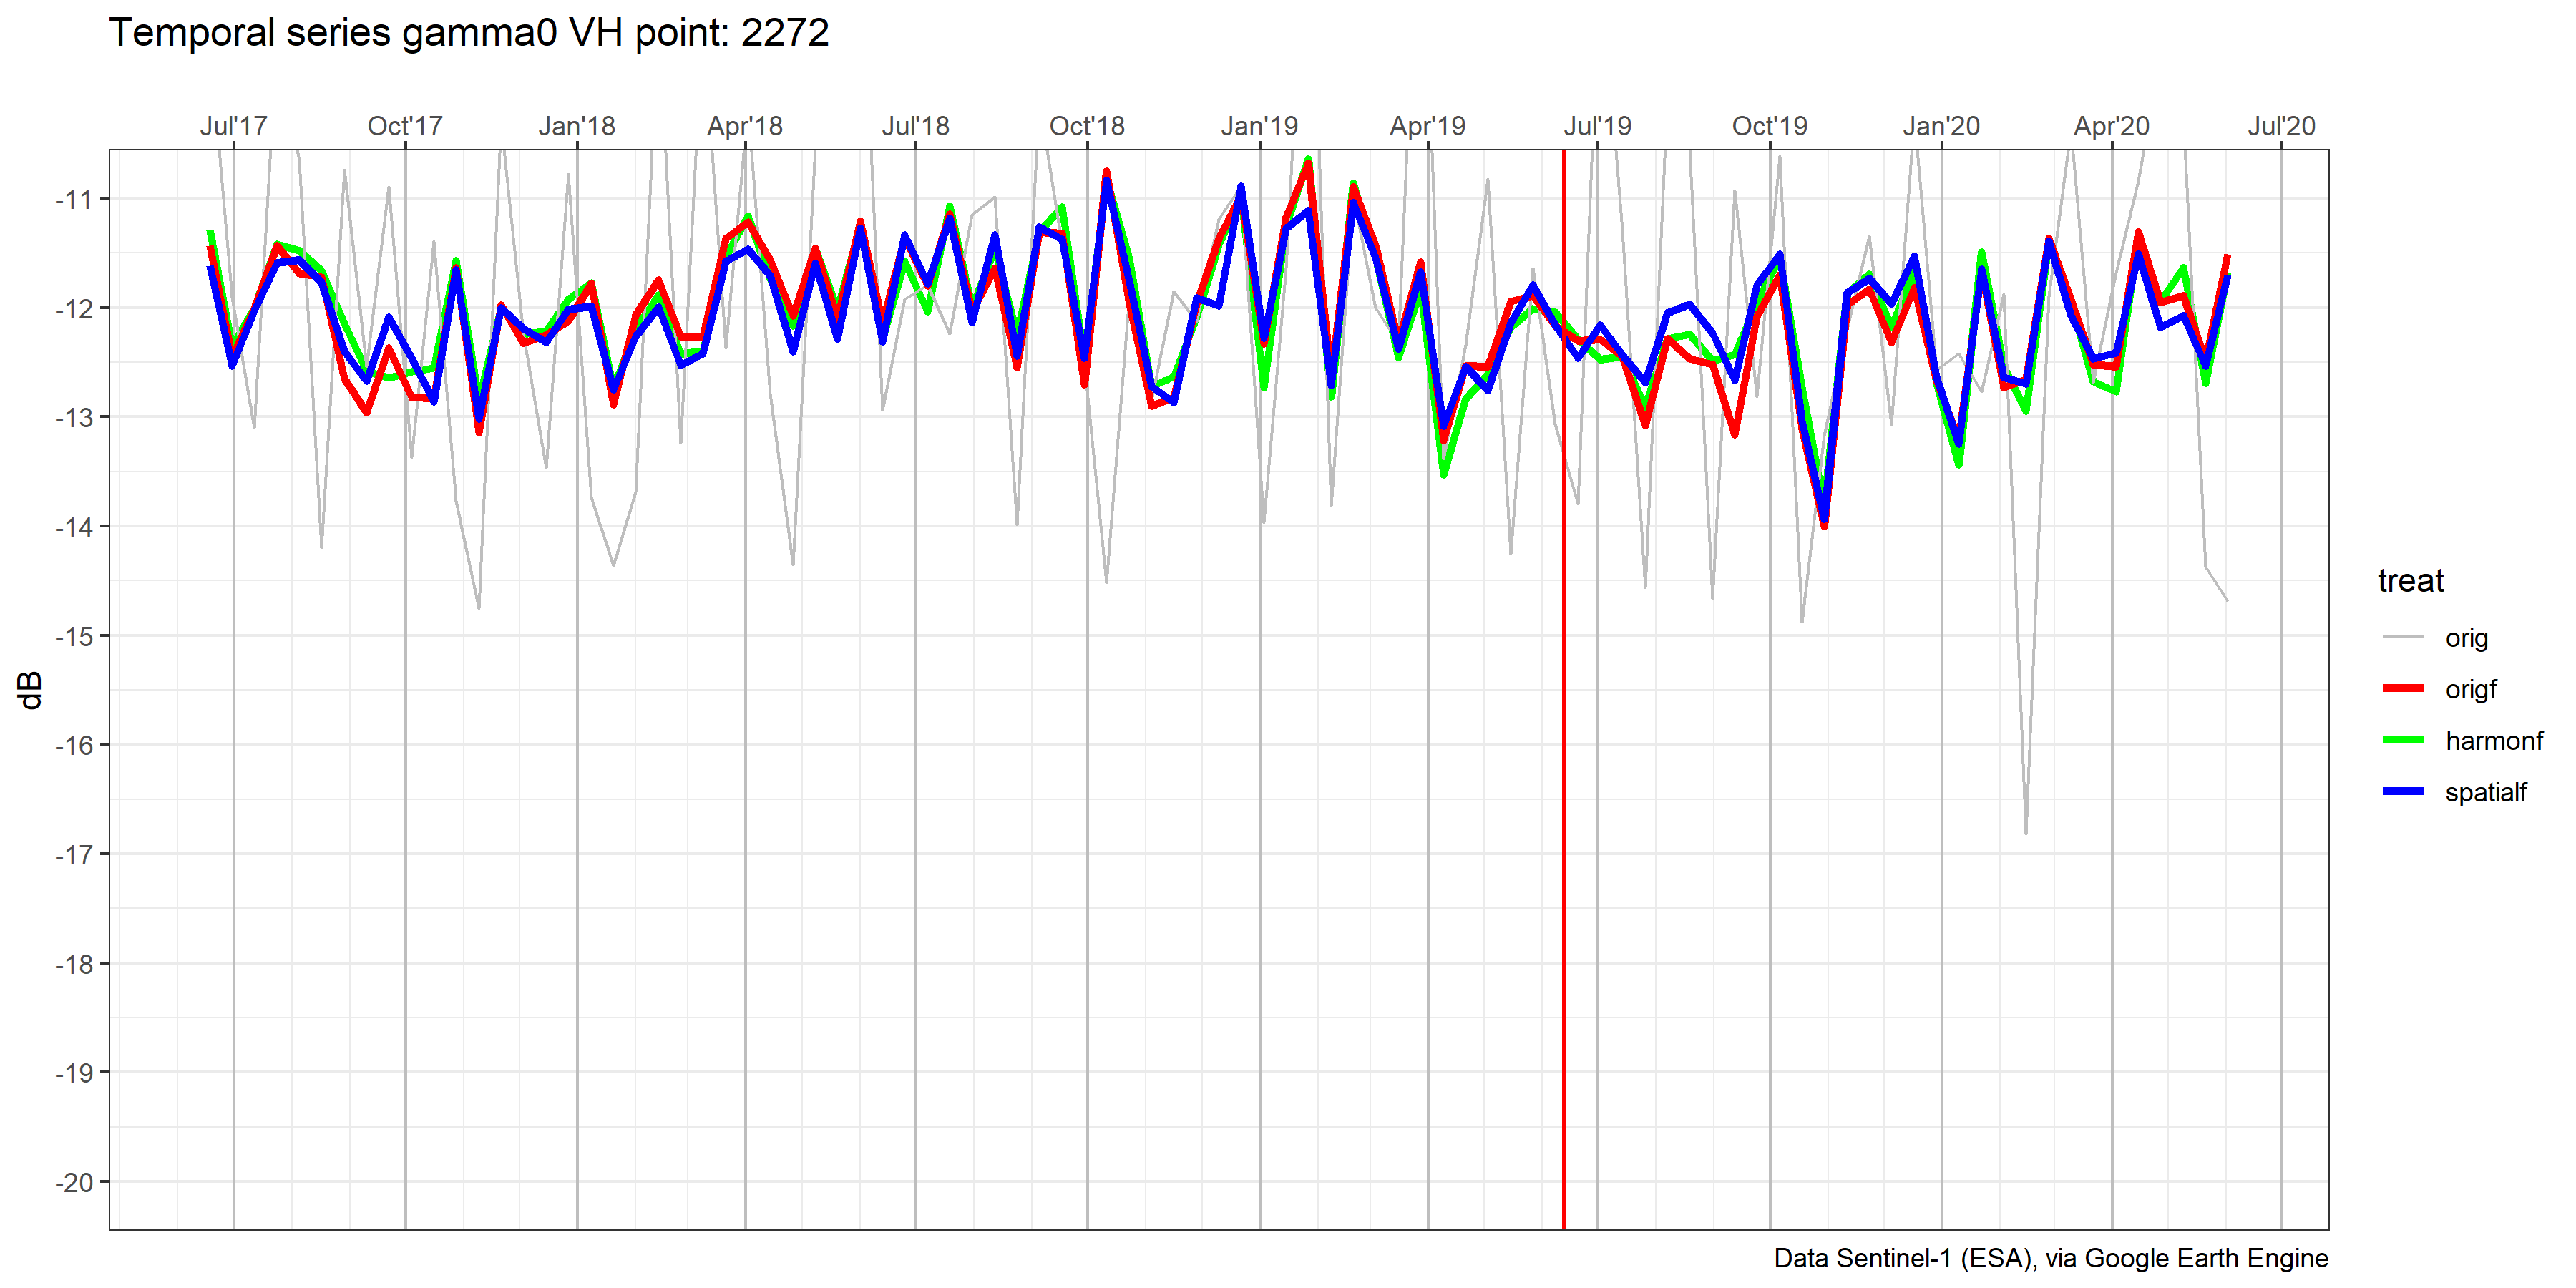 Temporal series gamma0 VH point: 2272
Jul'17 Oct'17 Jan'18 Apr'18 Jul'18 Oct'18 Jan'19 Apr'19 Jul'19 Oct'19 Jan'20 Apr'20 Jul'20
-11
-12
-13
-14
-15
-16
-17
-18
-19
-20
dB
treat
orig
origf
harmonf
spatialf
Data Sentinel-1 (ESA), via Google Earth Engine